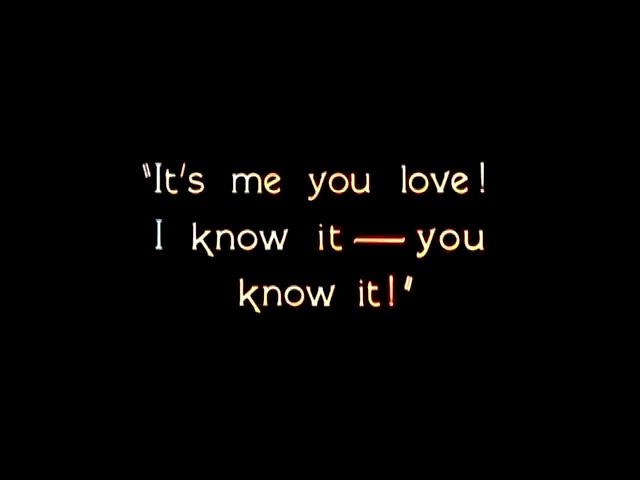 "It's me you love!
I know it — you
know it!"